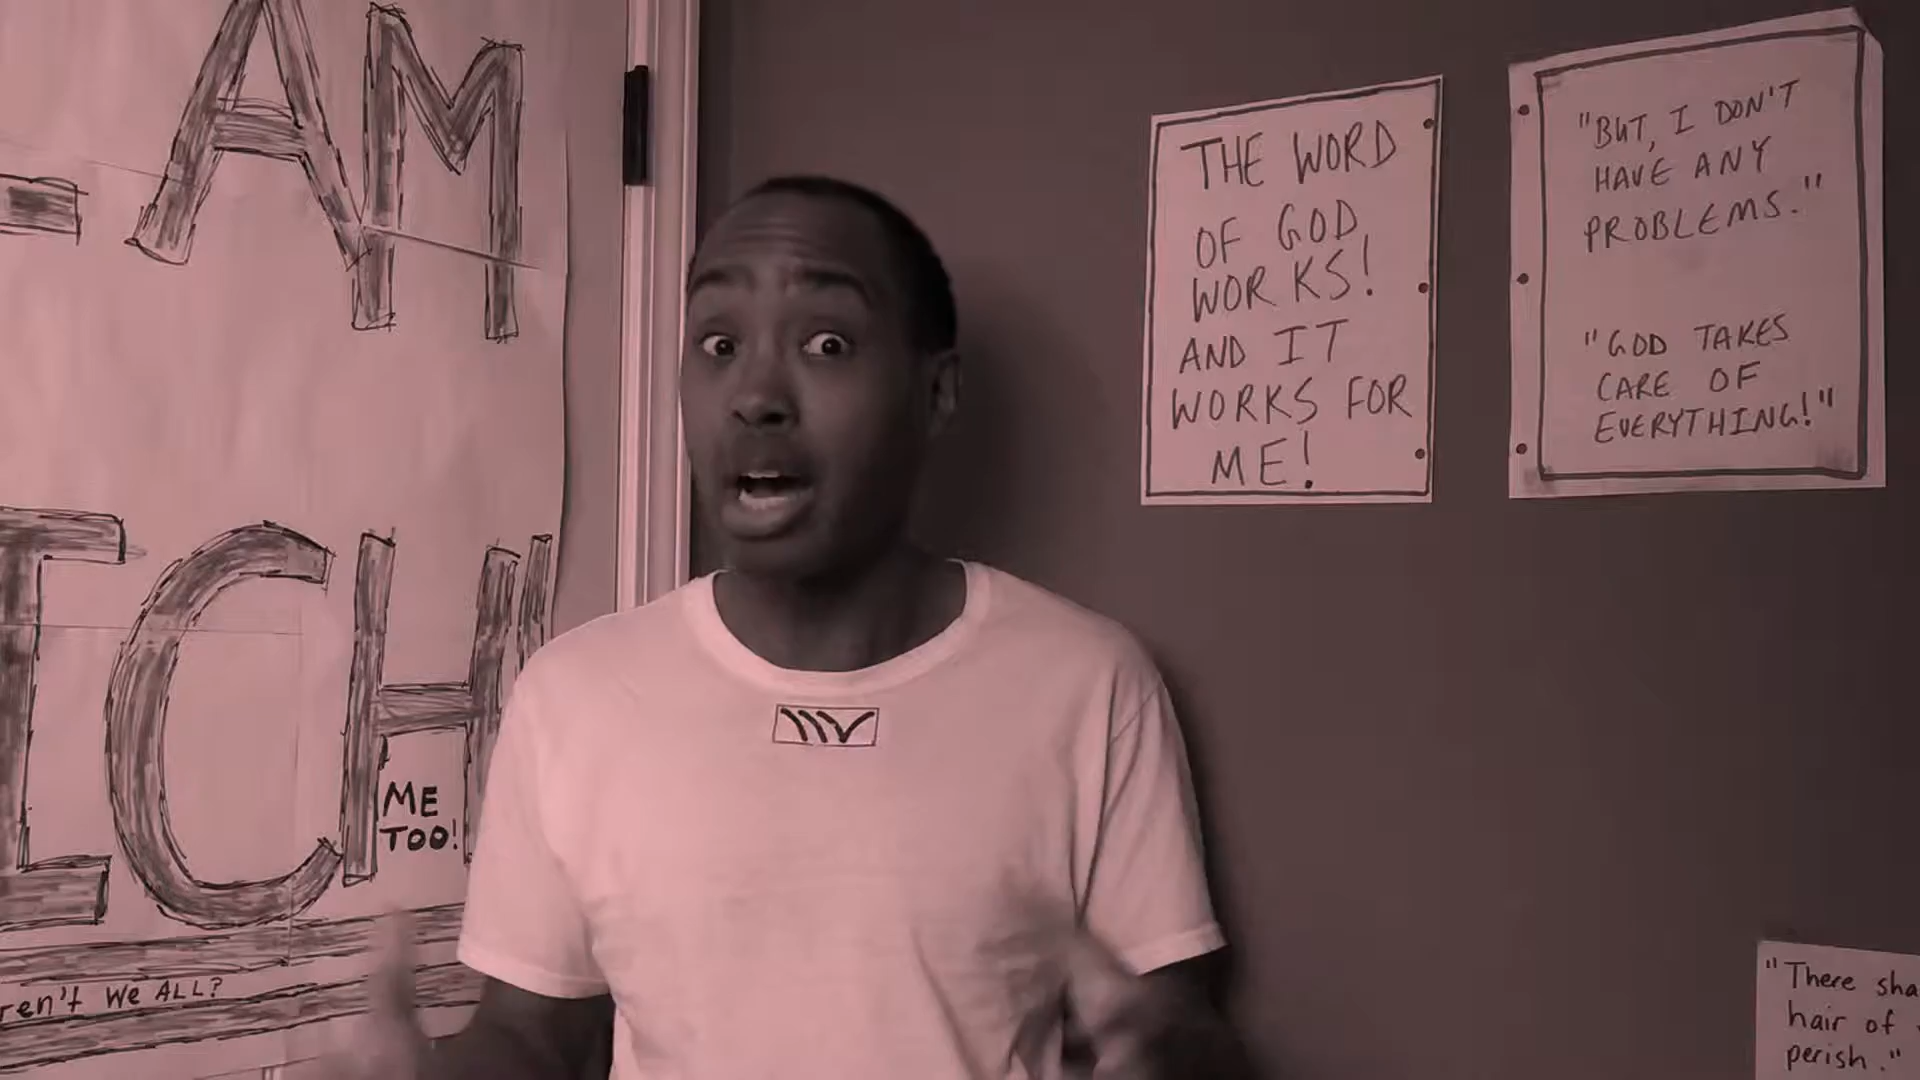 I AM
RICH!
ME
TOO!
ren't We ALL?
THE WORD
OF GOD
WORKS!
AND IT
WORKS FOR
ME!
"BUT, I DON'T
HAVE ANY
PROBLEMS."
"GOD TAKES
CARE OF
EVERYTHING!"
"There sha
hair of
perish."